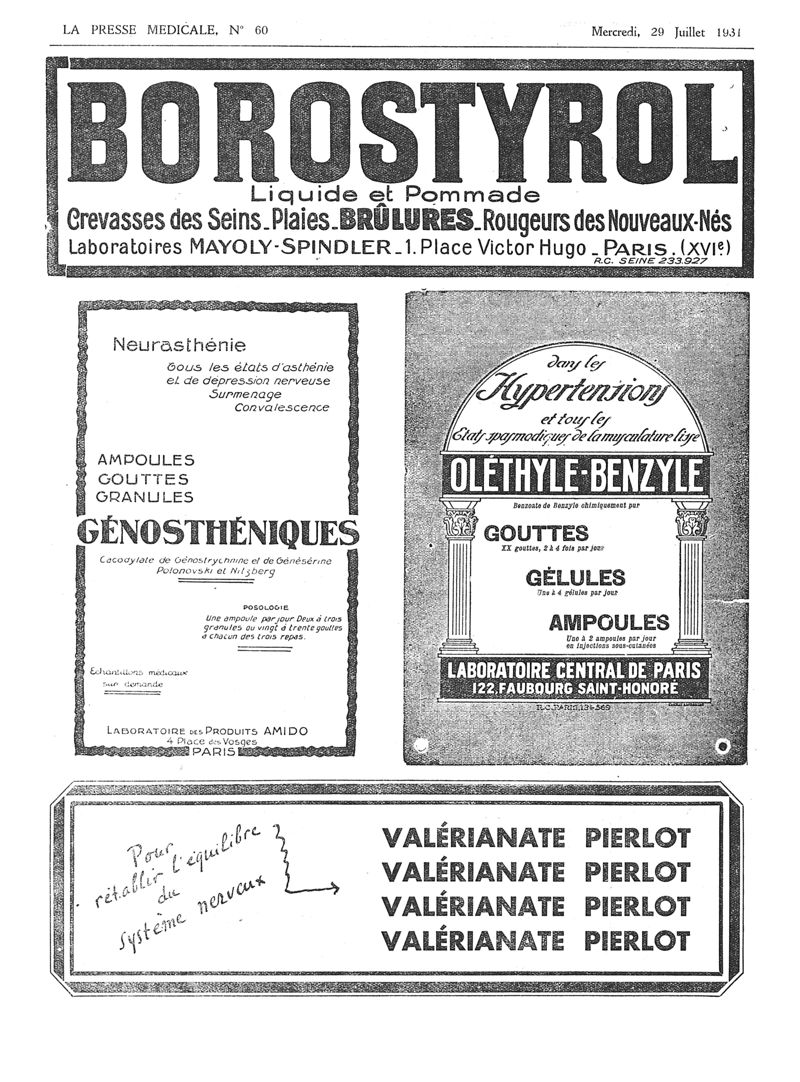 LA PRESSE MEDICALE, N° 60
Mercredi, 29 Juillet 1931
BOROSTYROL
Liquide et Pommade
Crevasses des Seins_Plaies_BRÛLURES_Rougeurs des Nouveaux-Nés
Laboratoires MAYOLY-SPINDLER_1. Place Victor Hugo_PARIS.(XVIe)
R.C. SEINE 233.927
Neurasthénie
Tous les états d'asthénie
et de depression nerveuse
Surmenage
Convalescence
AMPOULES
GOUTTES
GRANULES
GÉNOSTHÉNIQUES
Cacodylate de Génostrychnine et de Génésérine
Polonovski et Nitzberg
POSOLOGIE
Une ampoule par jour Deux à trois
granules ou vingt à trente gouttes
à chacun des trois repas.
Echantillons médicaux
sur demande
LABORATOIRE DES PRODUITS AMIDO
4 Place des Vosges
PARIS
dans les
Hypertensions
et tous les
États spasmodiques de la musculature lisse
OLÉTHYLE-BENZYLE
Benzoate de Benzyle chimiquement pur
GOUTTES
XX gouttes, 2 à 4 fois par jour
GÉLULES
Une à 4 gélules par jour
AMPOULES
Une à 2 ampoules par jour
en injections sous-cutanées
LABORATOIRE CENTRAL DE PARIS
122, FAUBOURG SAINT-HONORÉ
R.C. PARIS. 134-569
Pour
rétablir l'équilibre
du
système nerveux
VALÉRIANATE PIERLOT
VALÉRIANATE PIERLOT
VALÉRIANATE PIERLOT
VALÉRIANATE PIERLOT